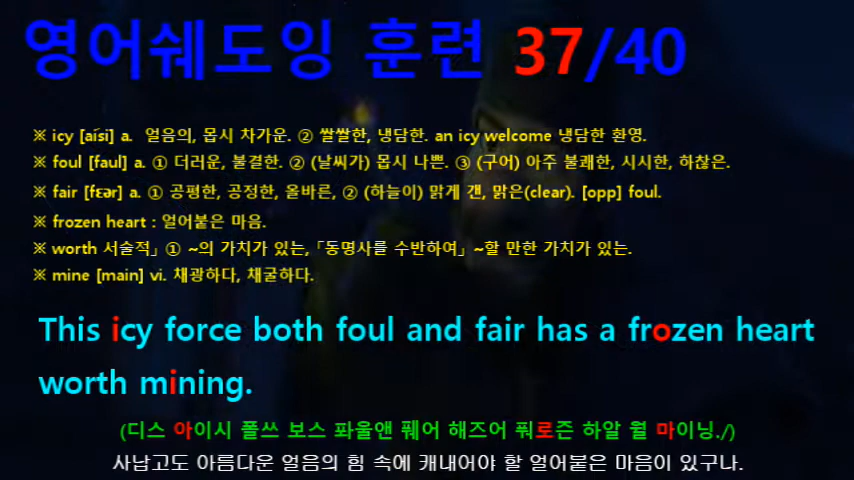 영어쉐도잉 훈련 37/40
※ icy [aísi] a. 얼음의, 몹시 차가운. ② 쌀쌀한, 냉담한. an icy welcome 냉담한 환영.
※ foul [faul] a. ① 더러운, 불결한. ② (날씨가) 몹시 나쁜. ③ (구어) 아주 불쾌한, 시시한, 하찮은.
※ fair [fɛər] a. ① 공평한, 공정한, 올바른, ② (하늘이) 맑게 갠, 맑은(clear). [opp] foul.
※ frozen heart : 얼어붙은 마음.
※ worth 서술적」 ① ~의 가치가 있는, 「동명사를 수반하여」 ~할 만한 가치가 있는.
※ mine [main] vi. 채광하다, 채굴하다.
This icy force both foul and fair has a frozen heart
worth mining.
(디스 아이시 폴쓰 보스 퐈울앤 풰어 해즈어 풔로즌 하알 월 마이닝./)
사납고도 아름다운 얼음의 힘 속에 캐내어야 할 얼어붙은 마음이 있구나.